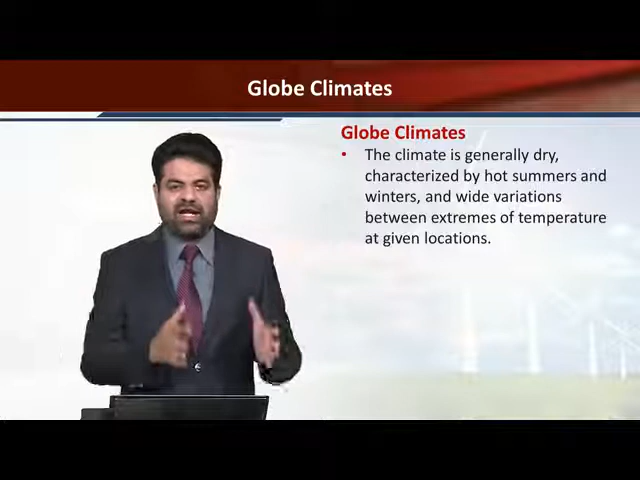 Globe Climates
Globe Climates
• The climate is generally dry,
characterized by hot summers and
winters, and wide variations
between extremes of temperature
at given locations.